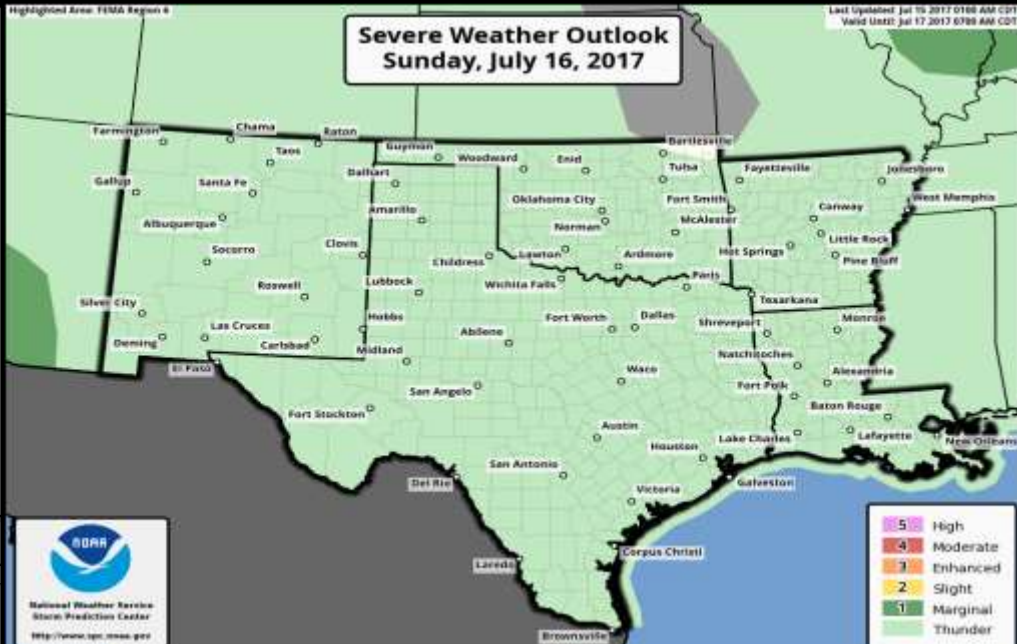 Highlighted Area: FEMA Region 6
Last Updated: Jul 15 2017 0100 AM CDT
Valid Until: Jul 17 2017 0700 AM CDT
Severe Weather Outlook
Sunday, July 16, 2017
Farmington
Chama
Raton
Taos
Guymon
Woodward
Enid
Bartlesville
Tulsa
Fayetteville
Jonesboro
Gallup
Santa Fe
Dalhart
Amarillo
Oklahoma City
Fort Smith
Conway
West Memphis
Albuquerque
Norman
McAlester
Socorro
Clovis
Childress
Lawton
Ardmore
Hot Springs
Little Rock
Pine Bluff
Roswell
Lubbock
Wichita Falls
Paris
Texarkana
Silver City
Las Cruces
Hobbs
Abilene
Fort Worth
Dallas
Shreveport
Monroe
Deming
Carlsbad
Midland
Natchitoches
El Paso
Waco
Alexandria
San Angelo
Fort Polk
Fort Stockton
Baton Rouge
Austin
Houston
Lake Charles
Lafayette
New Orleans
San Antonio
Del Rio
Victoria
Galveston
Corpus Christi
Laredo
Brownsville
NOAA
National Weather Service
Storm Prediction Center
http://www.spc.noaa.gov
5 High
4 Moderate
3 Enhanced
2 Slight
1 Marginal
Thunder